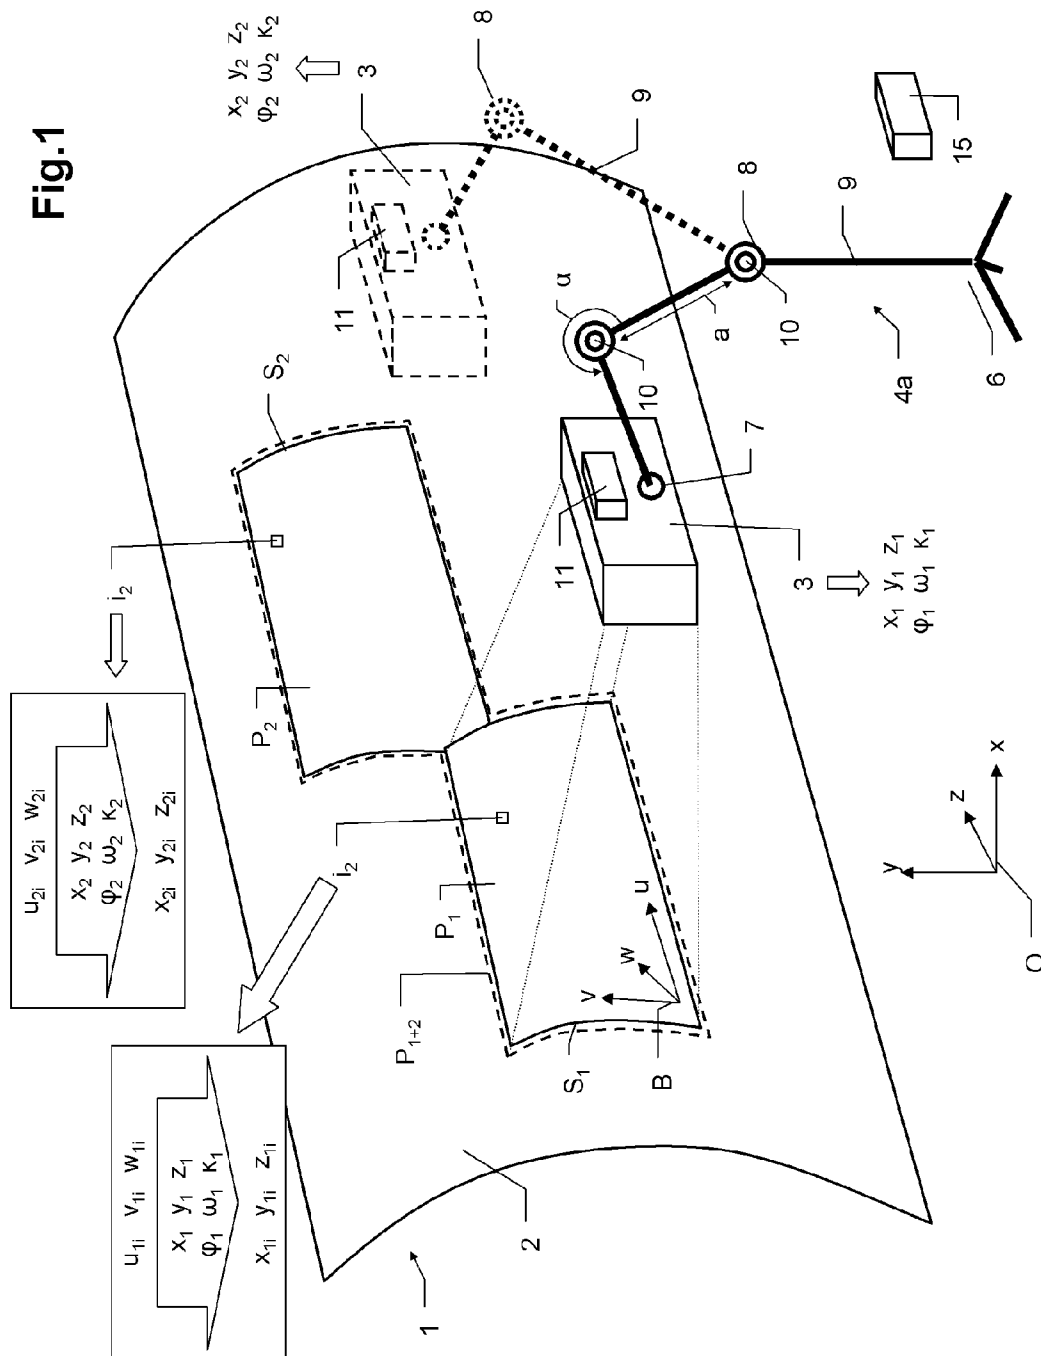 Fig.1
u2i v2i w2i
x2 y2 z2
φ2 ω2 κ2
x2i y2i z2i
i2
u1i v1i w1i
x1 y1 z1
φ1 ω1 κ1
x1i y1i z1i
i2
x2 y2 z2
φ2 ω2 κ2
3
8
11
S2
P2
P1
P1+2
9
α
a
10
10
8
9
15
7
11
3
x1 y1 z1
φ1 ω1 κ1
4a
6
u
w
v
B
S1
2
1
y
z
x
O